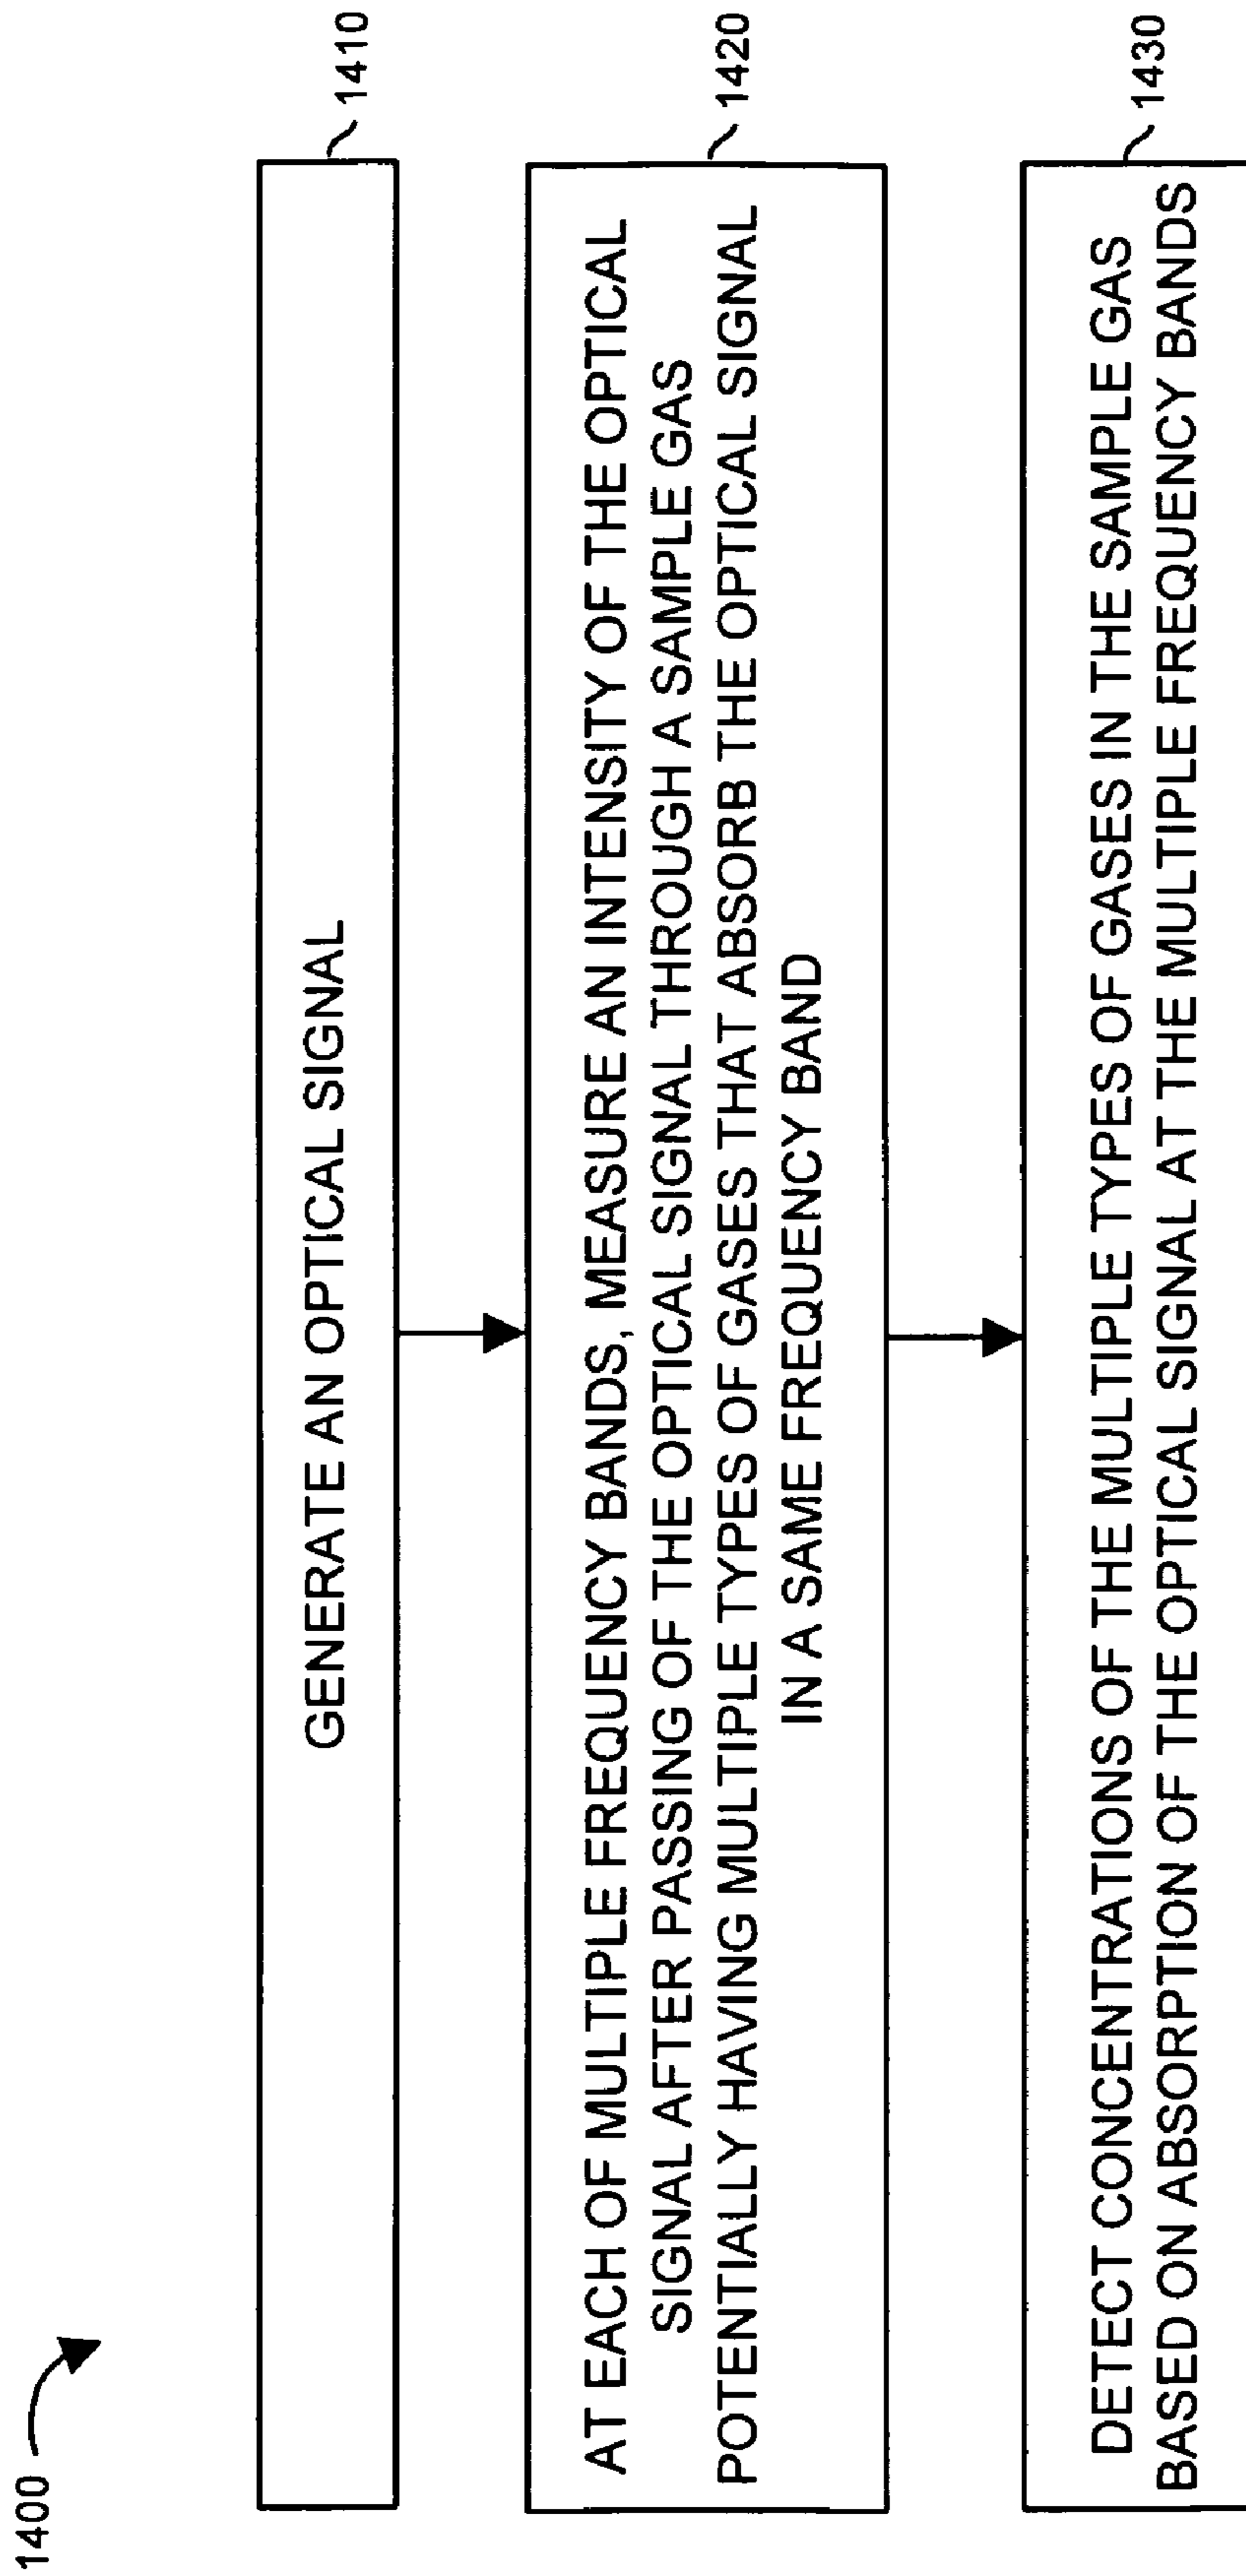 1400
GENERATE AN OPTICAL SIGNAL
1410
AT EACH OF MULTIPLE FREQUENCY BANDS, MEASURE AN INTENSITY OF THE OPTICAL
SIGNAL AFTER PASSING OF THE OPTICAL SIGNAL THROUGH A SAMPLE GAS
POTENTIALLY HAVING MULTIPLE TYPES OF GASES THAT ABSORB THE OPTICAL SIGNAL
IN A SAME FREQUENCY BAND
1420
DETECT CONCENTRATIONS OF THE MULTIPLE TYPES OF GASES IN THE SAMPLE GAS
BASED ON ABSORPTION OF THE OPTICAL SIGNAL AT THE MULTIPLE FREQUENCY BANDS
1430